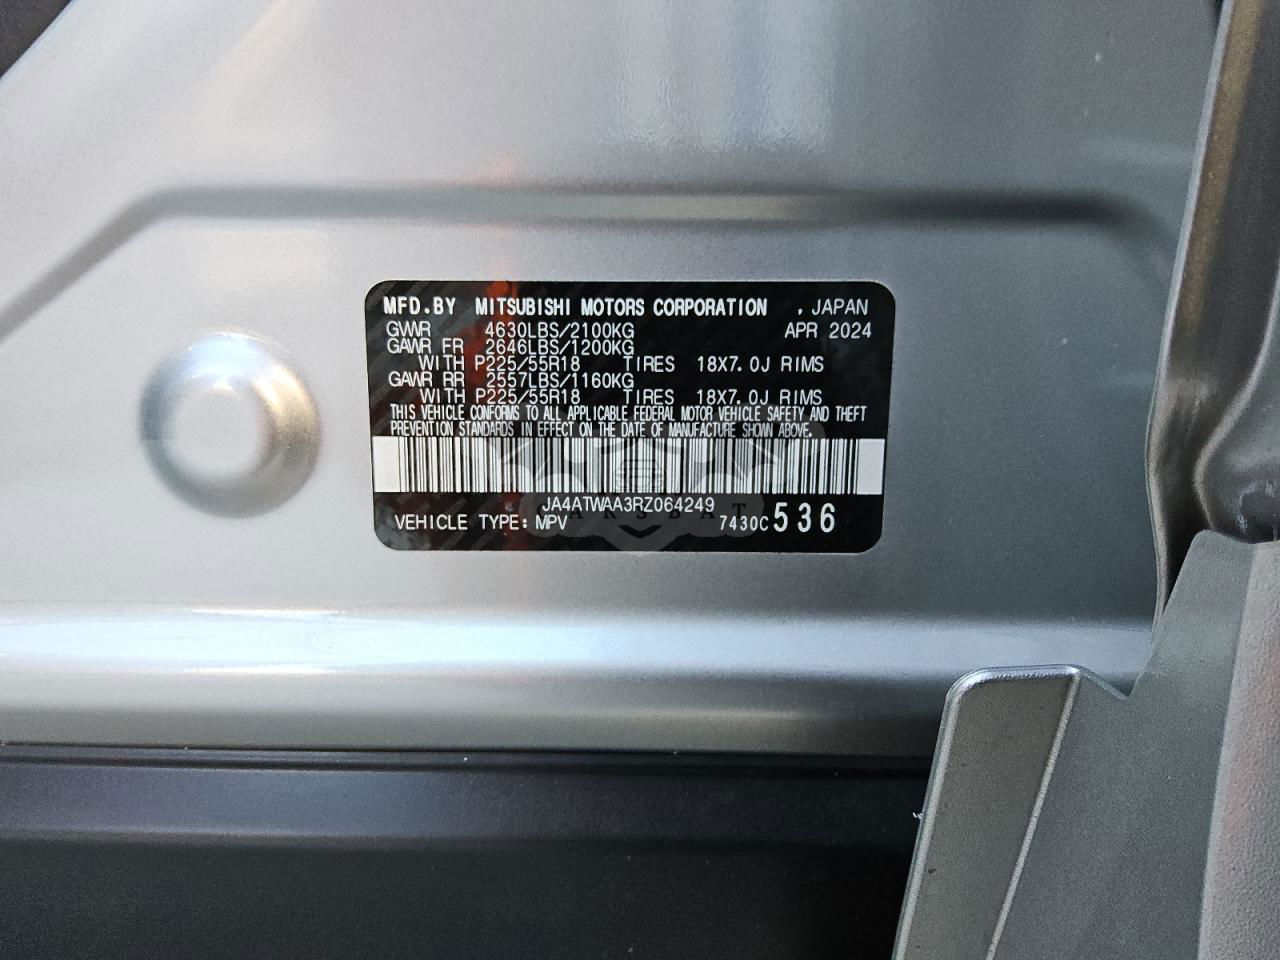 MFD.BY MITSUBISHI MOTORS CORPORATION , JAPAN
GVWR 4630LBS/2100KG APR 2024
GAWR FR 2646LBS/1200KG
WITH P225/55R18 TIRES 18X7.0J RIMS
GAWR RR 2557LBS/1160KG
WITH P225/55R18 TIRES 18X7.0J RIMS
THIS VEHICLE CONFORMS TO ALL APPLICABLE FEDERAL MOTOR VEHICLE SAFETY AND THEFT
PREVENTION STANDARDS IN EFFECT ON THE DATE OF MANUFACTURE SHOWN ABOVE.
JA4ATWAA3RZ064249
CARSBAT
VEHICLE TYPE: MPV 7430C 536